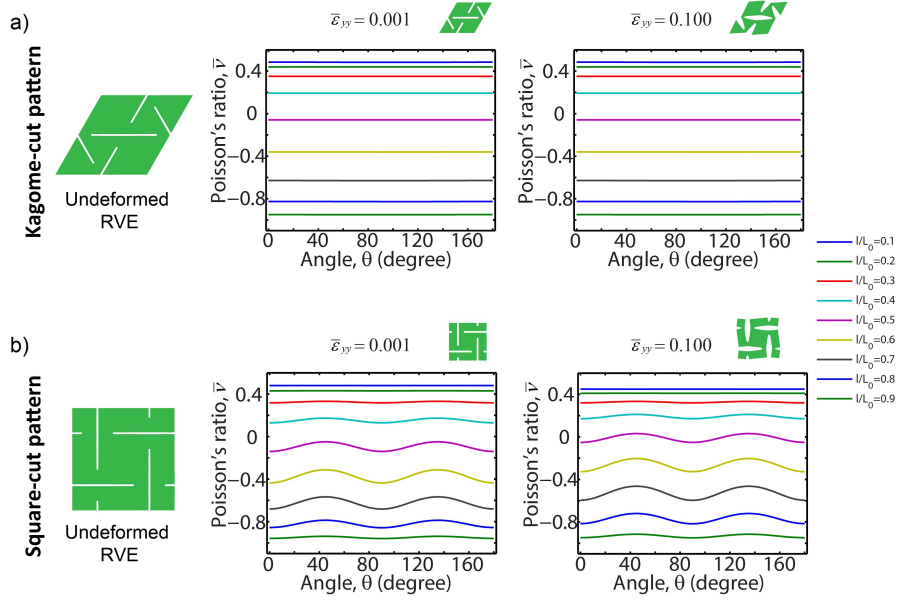 a)
Kagome-cut pattern
Undeformed
RVE
ε̅yy = 0.001
Poisson's ratio, ν̅
0.4
0
−0.4
−0.8
0 40 80 120 160
Angle, θ (degree)
ε̅yy = 0.100
Poisson's ratio, ν̅
0.4
0
−0.4
−0.8
0 40 80 120 160
Angle, θ (degree)
l/L0=0.1
l/L0=0.2
l/L0=0.3
l/L0=0.4
l/L0=0.5
l/L0=0.6
l/L0=0.7
l/L0=0.8
l/L0=0.9
b)
Square-cut pattern
Undeformed
RVE
ε̅yy = 0.001
Poisson's ratio, ν̅
0.4
0
−0.4
−0.8
0 40 80 120 160
Angle, θ (degree)
ε̅yy = 0.100
Poisson's ratio, ν̅
0.4
0
−0.4
−0.8
0 40 80 120 160
Angle, θ (degree)